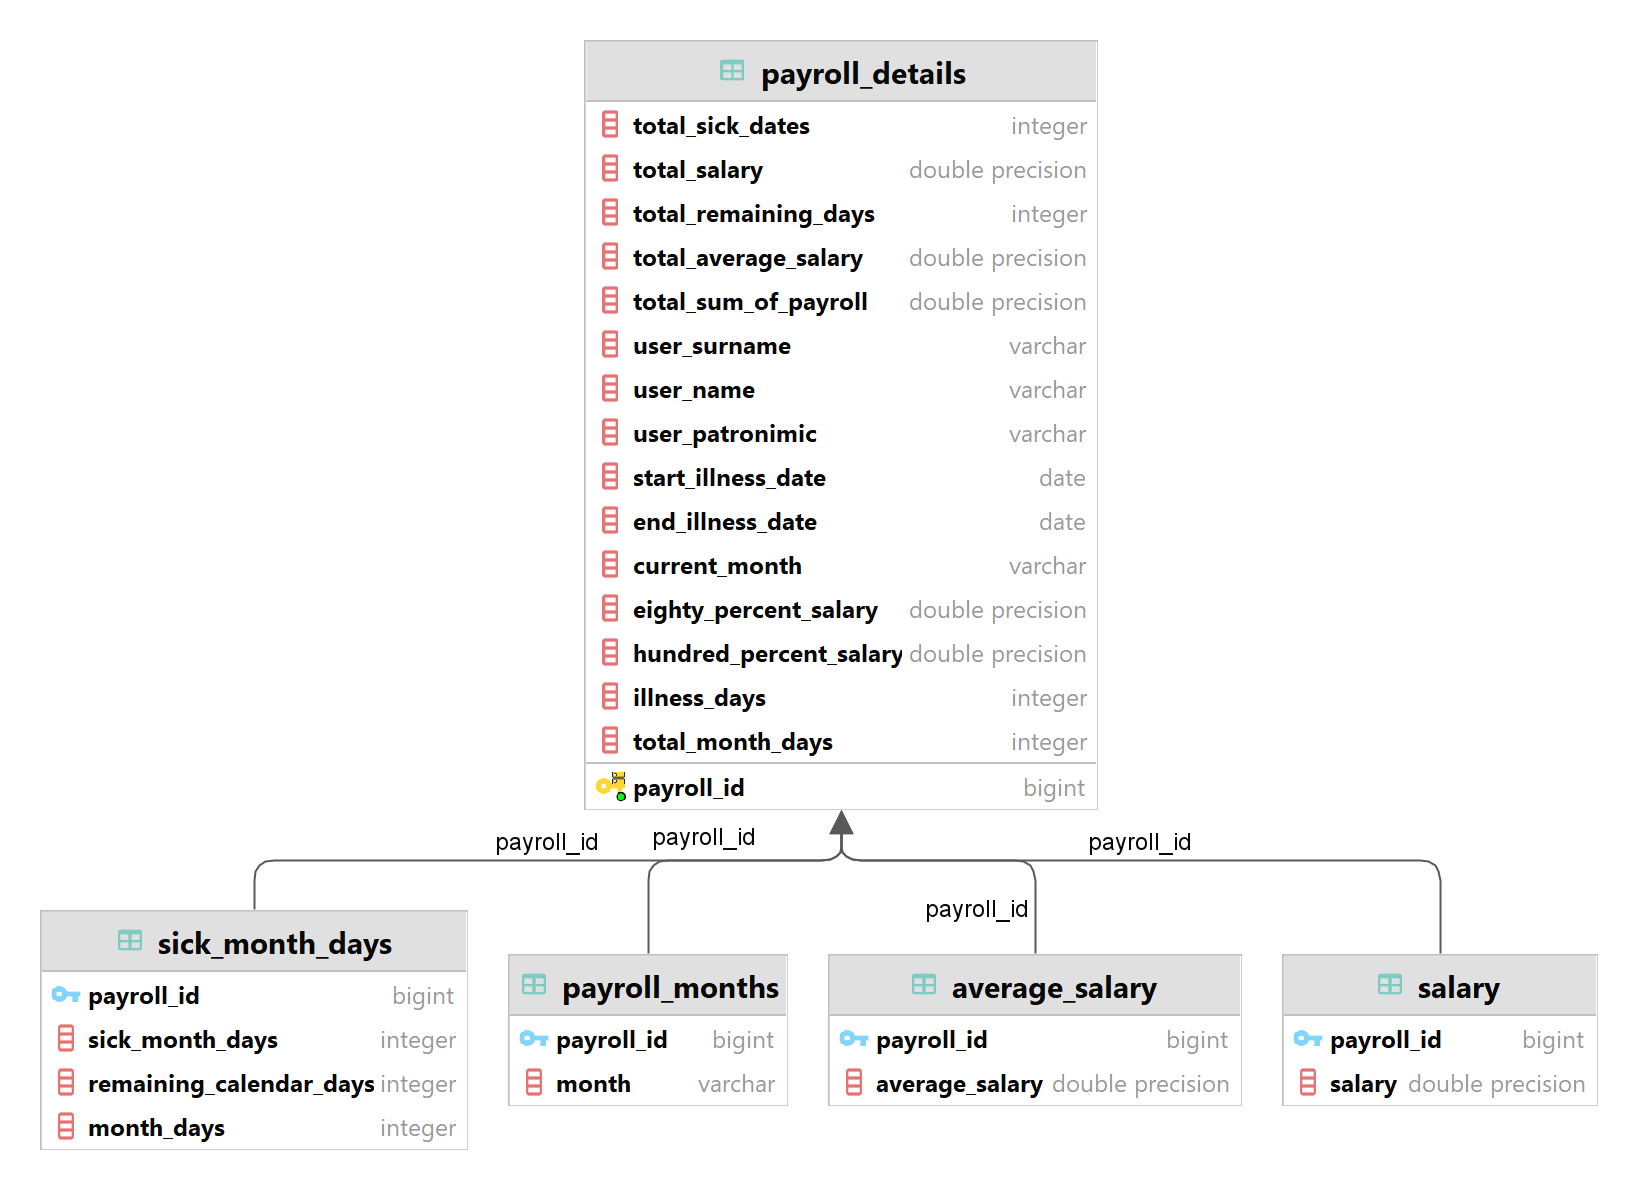 payroll_details
total_sick_dates integer
total_salary double precision
total_remaining_days integer
total_average_salary double precision
total_sum_of_payroll double precision
user_surname varchar
user_name varchar
user_patronimic varchar
start_illness_date date
end_illness_date date
current_month varchar
eighty_percent_salary double precision
hundred_percent_salary double precision
illness_days integer
total_month_days integer
payroll_id bigint
payroll_id
payroll_id
payroll_id
payroll_id
sick_month_days
payroll_id bigint
sick_month_days integer
remaining_calendar_days integer
month_days integer
payroll_months
payroll_id bigint
month varchar
average_salary
payroll_id bigint
average_salary double precision
salary
payroll_id bigint
salary double precision